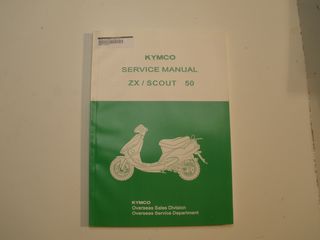 KYMCO
SERVICE MANUAL
ZX / SCOUT 50
KYMCO
Overseas Sales Division
Overseas Service Department